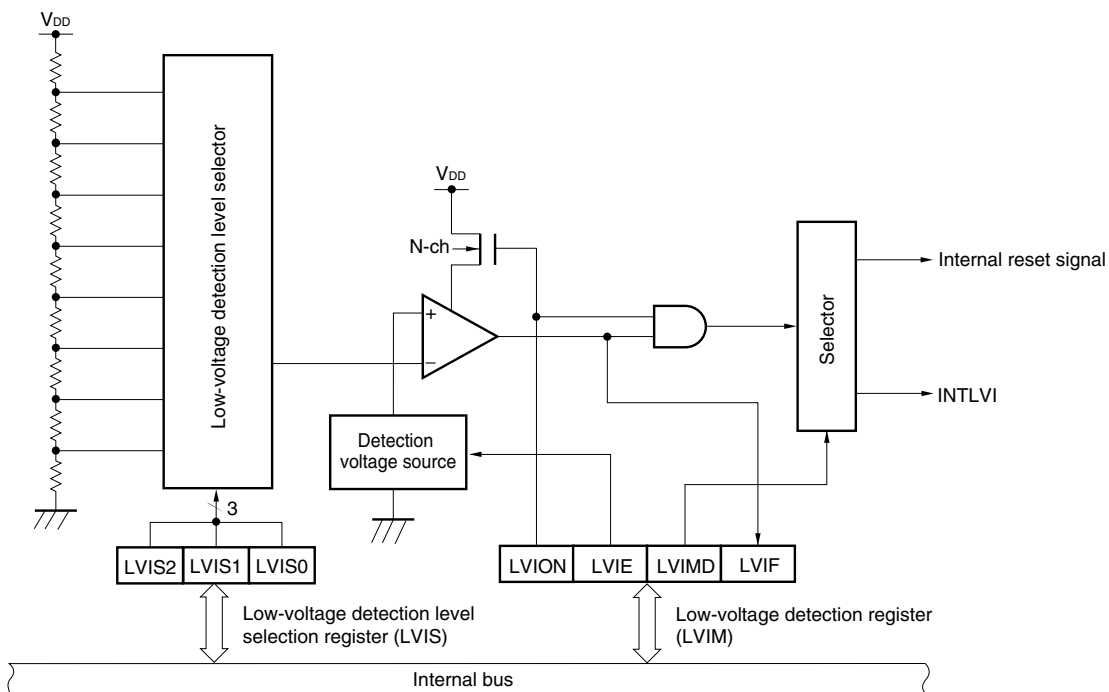 VDD
Low-voltage detection level selector
VDD
N-ch
+
−
Detection
voltage source
Selector
Internal reset signal
INTLVI
3
LVIS2 LVIS1 LVIS0
LVION LVIE LVIMD LVIF
Low-voltage detection level
selection register (LVIS)
Low-voltage detection register
(LVIM)
Internal bus